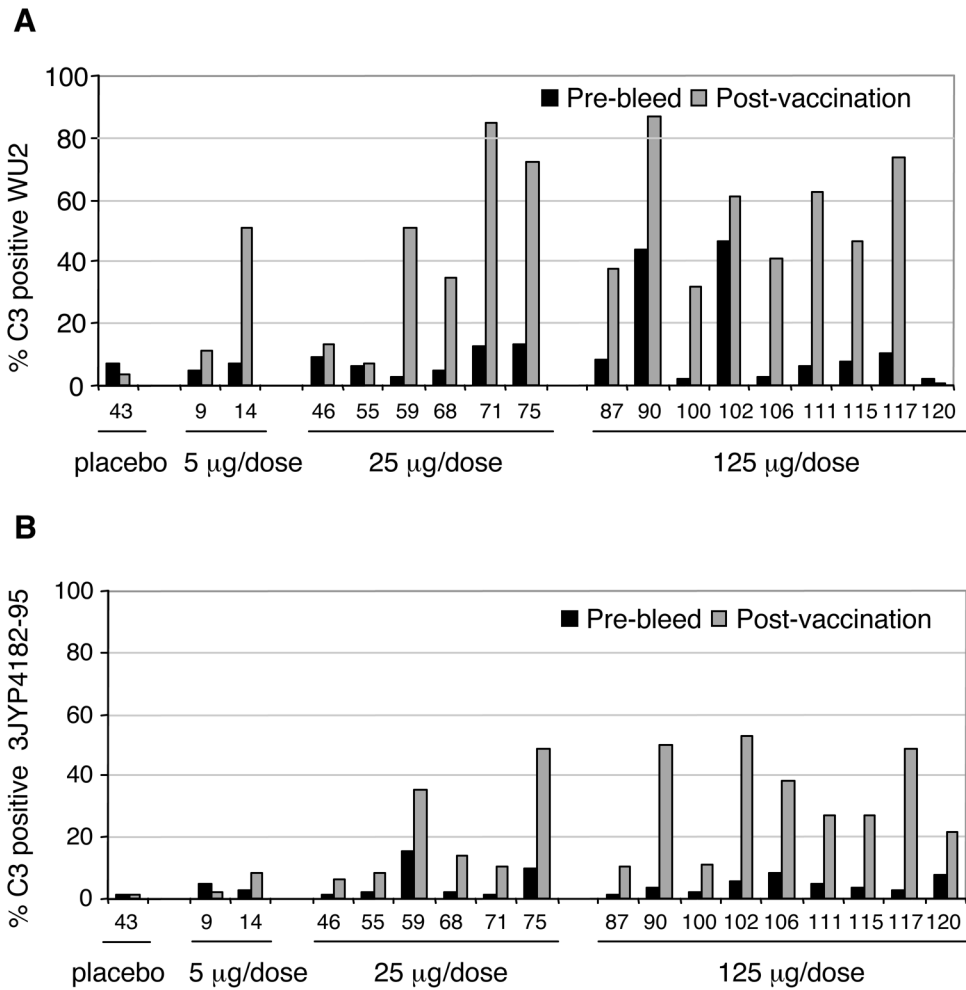 A
100
80
60
40
20
0
% C3 positive WU2
Pre-bleed Post-vaccination
43 9 14 46 55 59 68 71 75 87 90 100 102 106 111 115 117 120
placebo 5 μg/dose 25 μg/dose 125 μg/dose
B
100
80
60
40
20
0
% C3 positive 3JYP4182-95
Pre-bleed Post-vaccination
43 9 14 46 55 59 68 71 75 87 90 100 102 106 111 115 117 120
placebo 5 μg/dose 25 μg/dose 125 μg/dose